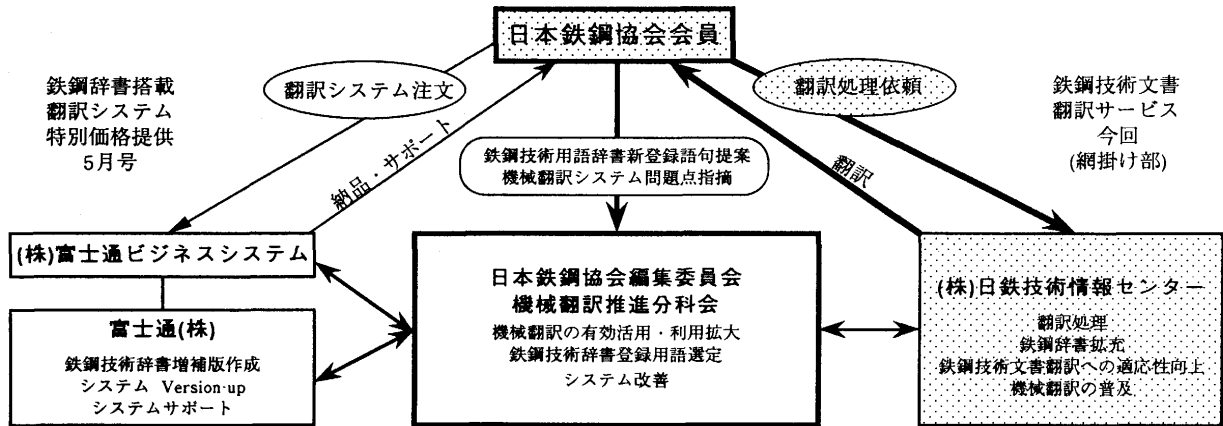 日本鉄鋼協会会員
鉄鋼辞書搭載
翻訳システム
特別価格提供
5月号
翻訳システム注文
翻訳処理依頼
鉄鋼技術文書
翻訳サービス
今回
(網掛け部)
鉄鋼技術用語辞書新登録語句提案
機械翻訳システム問題点指摘
納品・サポート
翻訳
(株)富士通ビジネスシステム
富士通(株)
鉄鋼技術辞書増補版作成
システム Version-up
システムサポート
日本鉄鋼協会編集委員会
機械翻訳推進分科会
機械翻訳の有効活用・利用拡大
鉄鋼技術辞書登録用語選定
システム改善
(株)日鉄技術情報センター
翻訳処理
鉄鋼辞書拡充
鉄鋼技術文書翻訳への適応性向上
機械翻訳の普及